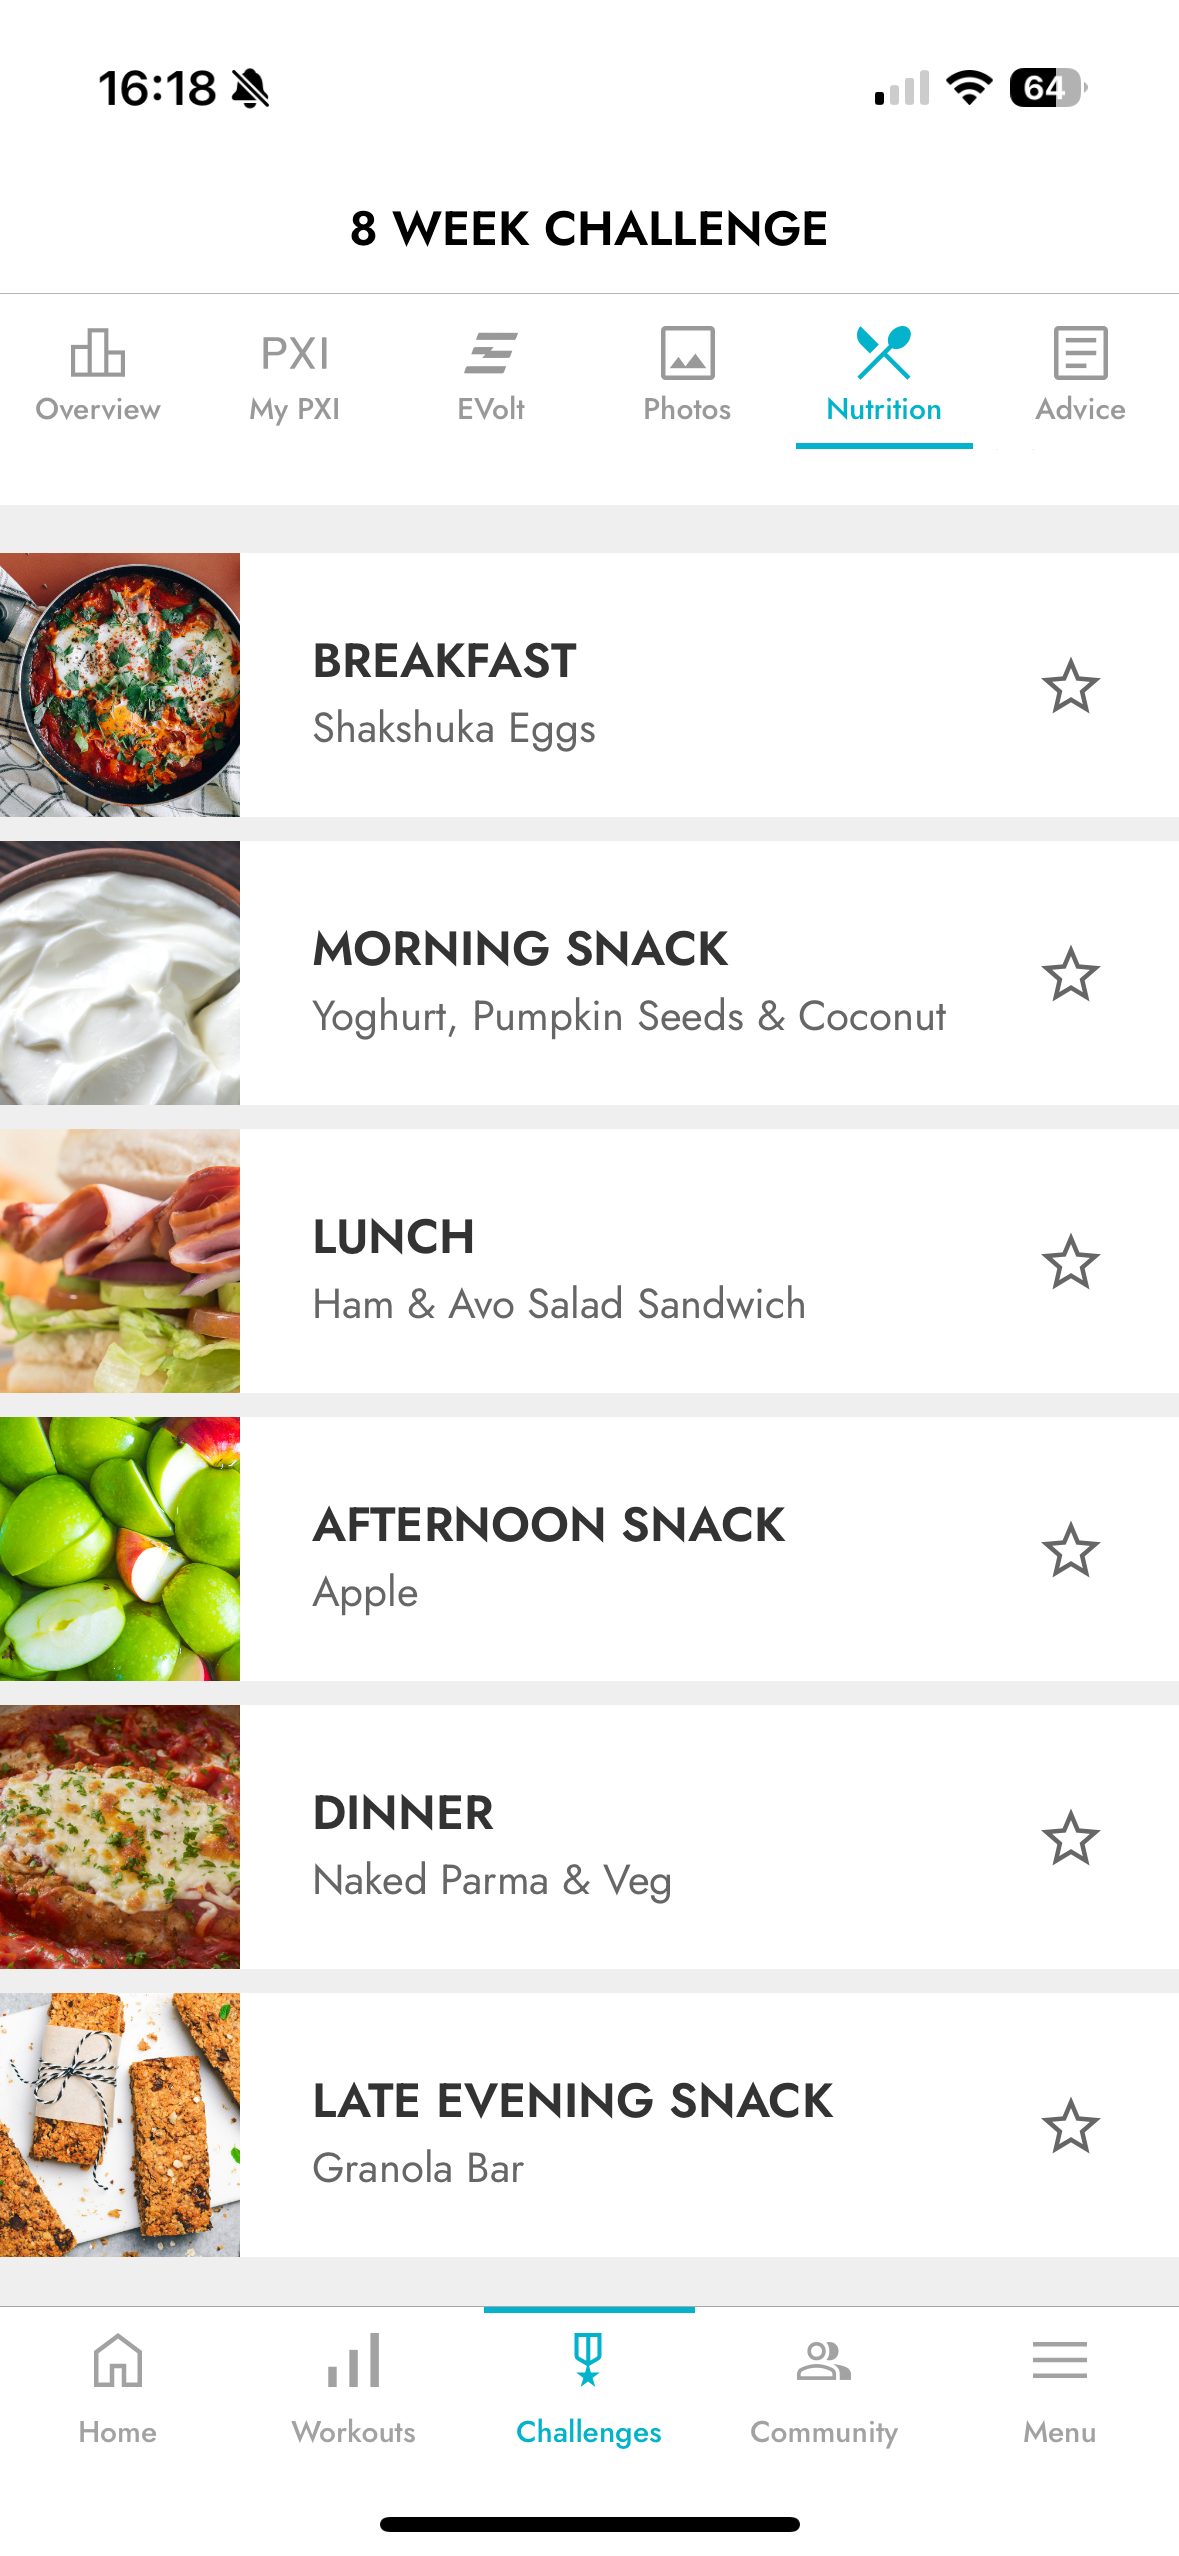 16:18
64
8 WEEK CHALLENGE
PXI
Overview My PXI EVolt Photos Nutrition Advice
BREAKFAST
Shakshuka Eggs
MORNING SNACK
Yoghurt, Pumpkin Seeds & Coconut
LUNCH
Ham & Avo Salad Sandwich
AFTERNOON SNACK
Apple
DINNER
Naked Parma & Veg
LATE EVENING SNACK
Granola Bar
Home Workouts Challenges Community Menu